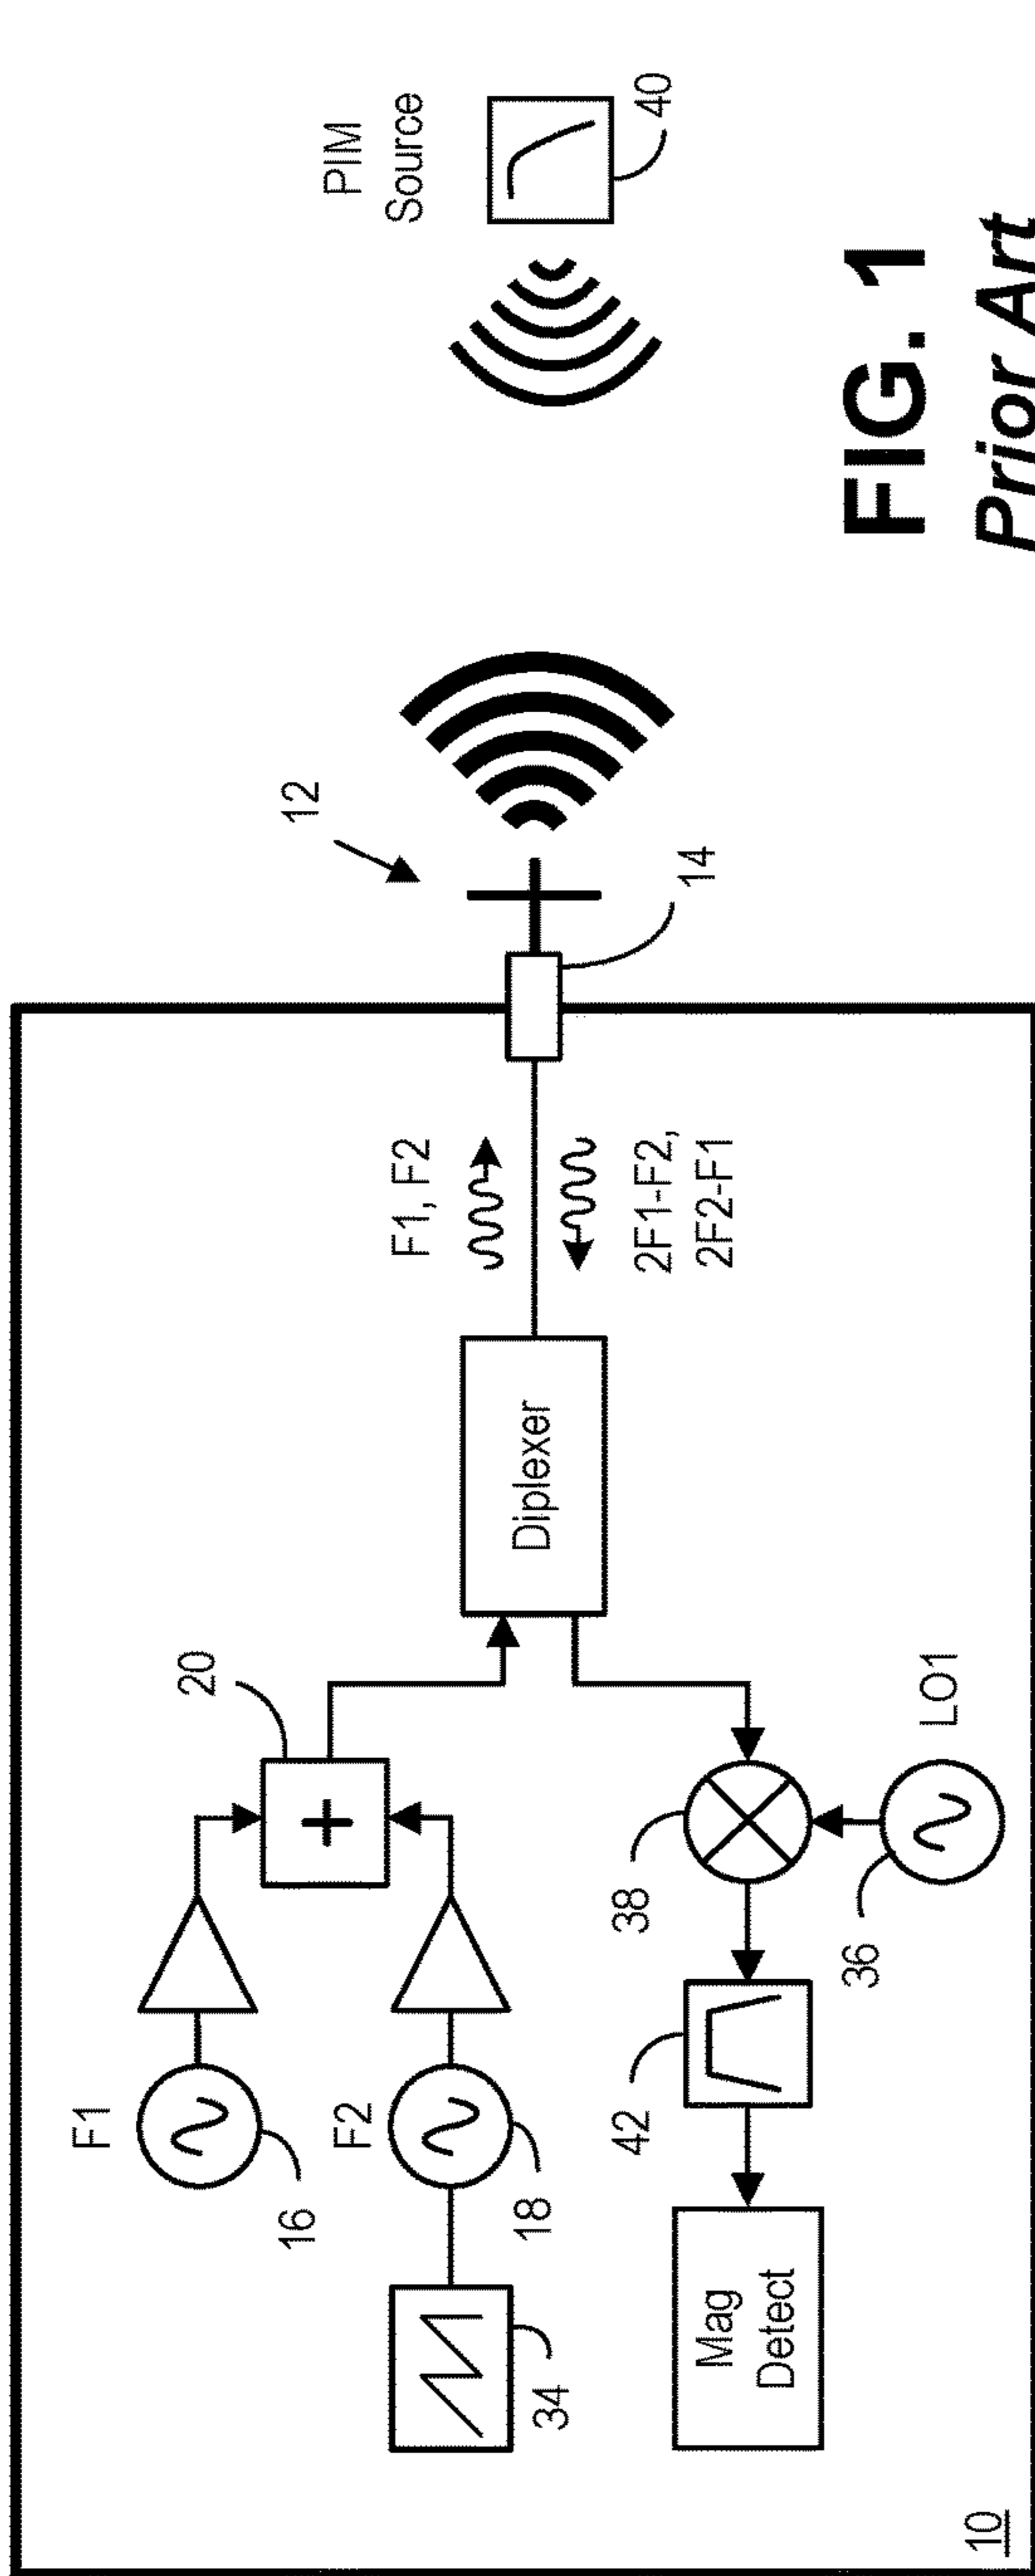 F1
16
F2
18
34
20
Diplexer
F1, F2
2F1-F2,
2F2-F1
12
14
PIM
Source
40
38
42
36
LO1
Mag
Detect
10
+
FIG. 1
Prior Art